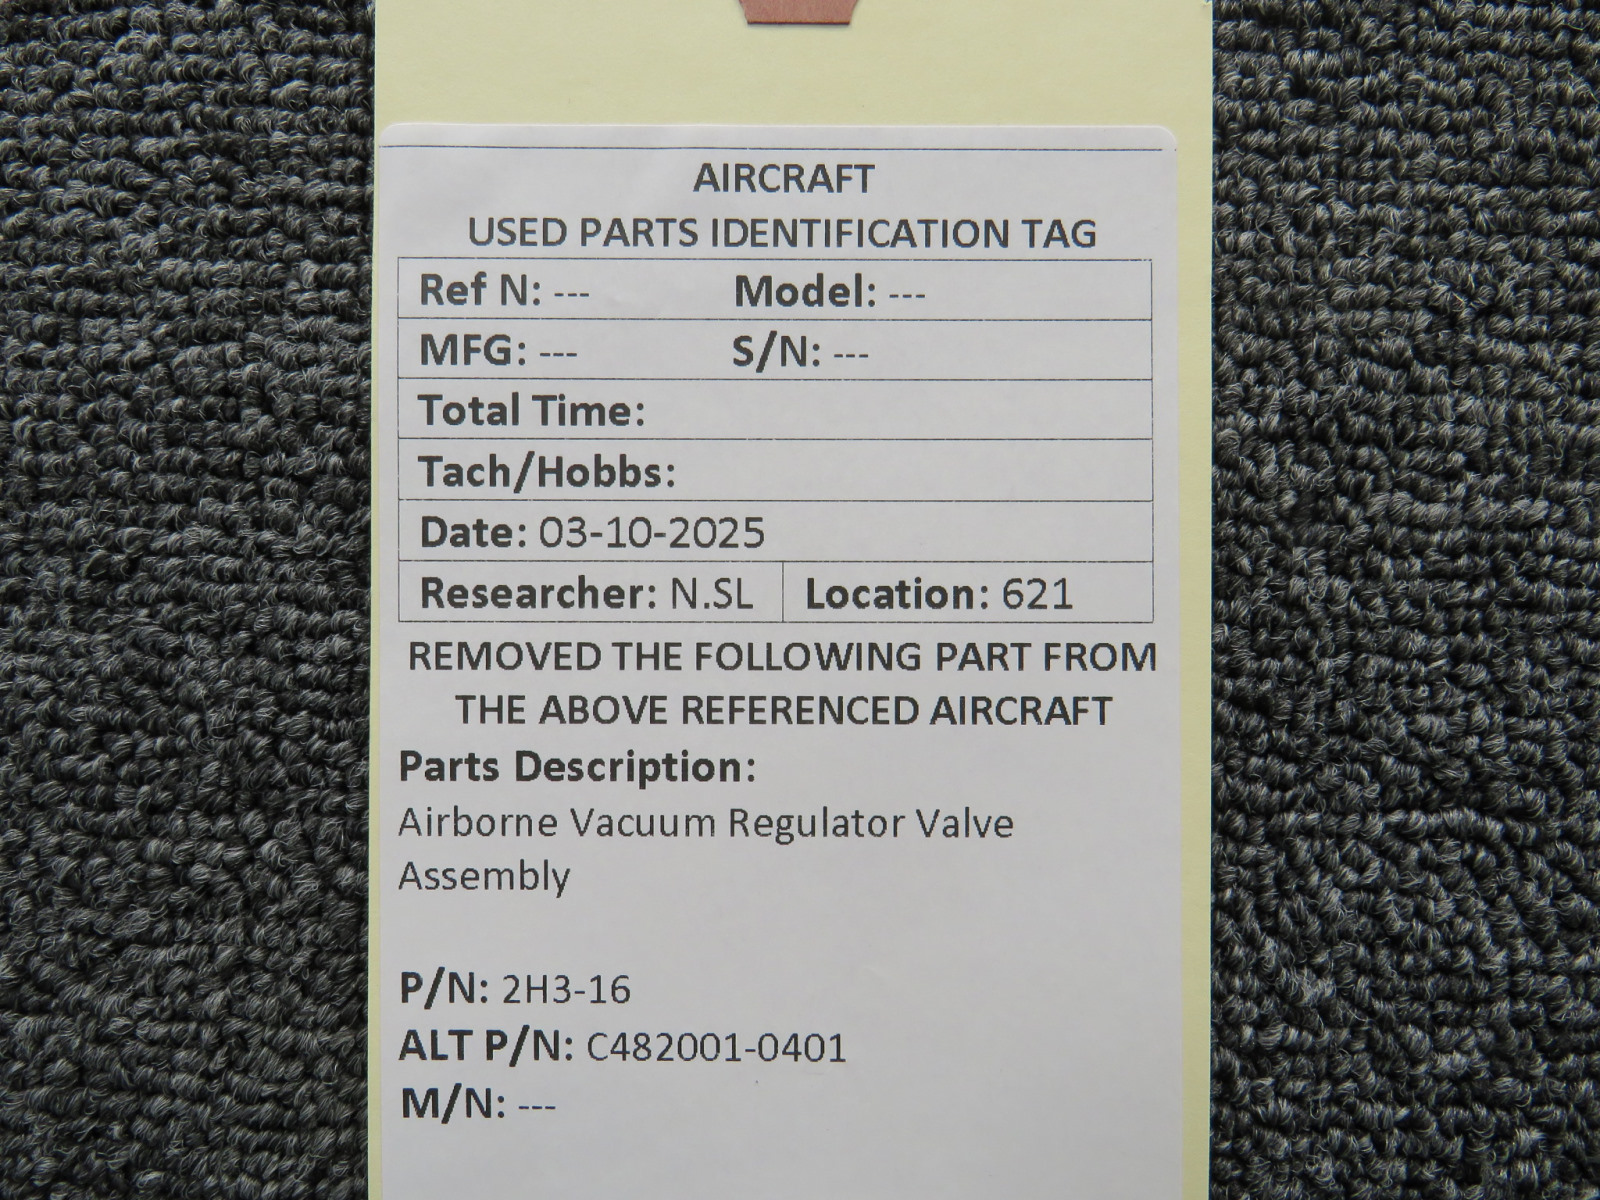 AIRCRAFT
USED PARTS IDENTIFICATION TAG
Ref N: --- Model: ---
MFG: --- S/N: ---
Total Time:
Tach/Hobbs:
Date: 03-10-2025
Researcher: N.SL Location: 621
REMOVED THE FOLLOWING PART FROM
THE ABOVE REFERENCED AIRCRAFT
Parts Description:
Airborne Vacuum Regulator Valve
Assembly
P/N: 2H3-16
ALT P/N: C482001-0401
M/N: ---